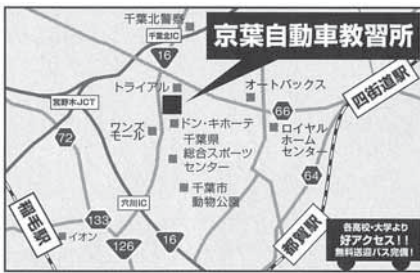 千葉北警察
千葉北IC
京葉自動車教習所
16
トライアル
オートバックス
四街道駅
宮野木JCT
66
ドン・キホーテ
ワンズ
モール
72
千葉県
総合スポーツ
センター
ロイヤル
ホーム
センター
64
穴川IC
千葉市
動物公園
稲毛駅
133
都賀駅
各高校・大学より
好アクセス!!
無料送迎バス完備!
イオン
126
16